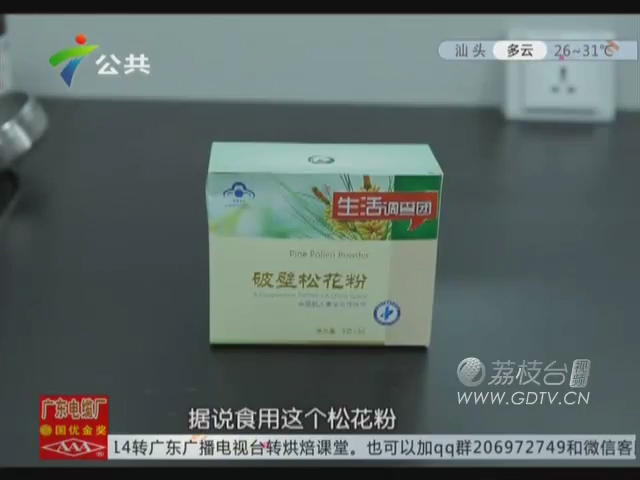 公共
汕头 多云 26~31℃
生活调查团
Pine Pollen Powder
破壁松花粉
荔枝台 视频
WWW.GDTV.CN
广东电缆厂
国优金奖
AAA
据说食用这个松花粉
14转广东广播电视台转烘焙课堂。也可以加qq群206972749和微信客